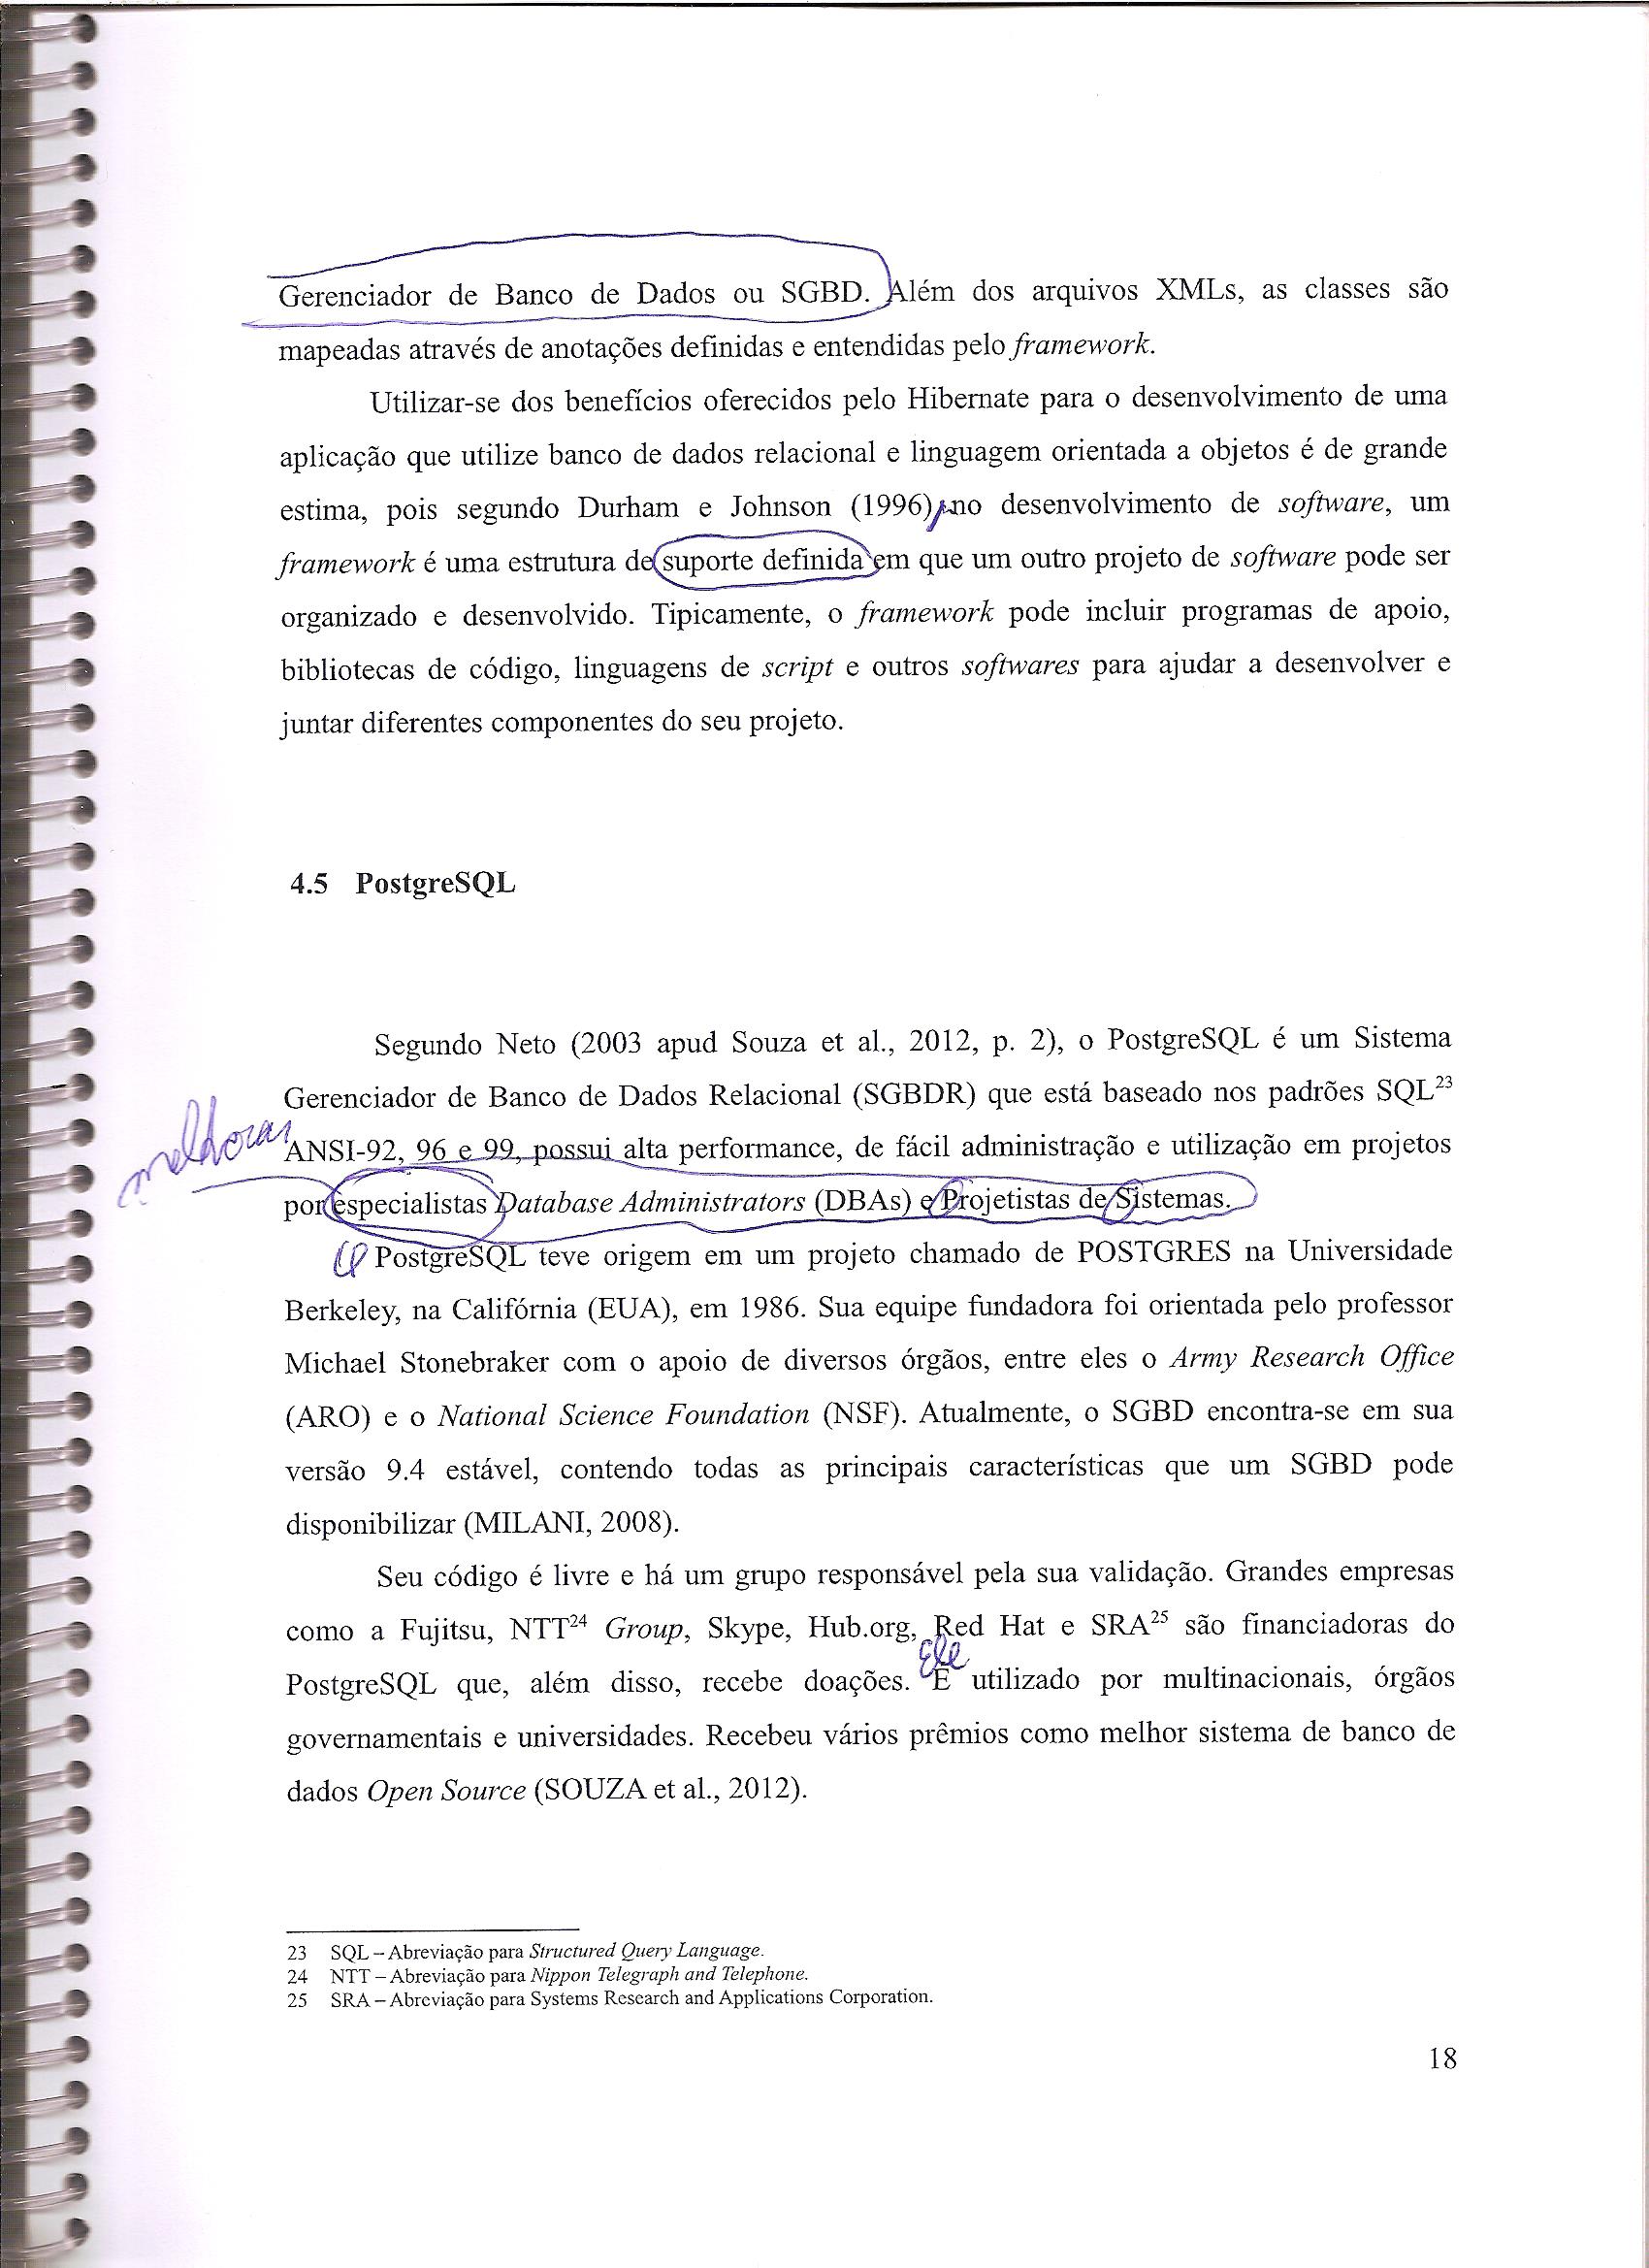 Gerenciador de Banco de Dados ou SGBD. Além dos arquivos XMLs, as classes são
mapeadas através de anotações definidas e entendidas pelo framework.
Utilizar-se dos benefícios oferecidos pelo Hibernate para o desenvolvimento de uma
aplicação que utilize banco de dados relacional e linguagem orientada a objetos é de grande
estima, pois segundo Durham e Johnson (1996), no desenvolvimento de software, um
framework é uma estrutura de suporte definida em que um outro projeto de software pode ser
organizado e desenvolvido. Tipicamente, o framework pode incluir programas de apoio,
bibliotecas de código, linguagens de script e outros softwares para ajudar a desenvolver e
juntar diferentes componentes do seu projeto.
4.5 PostgreSQL
Segundo Neto (2003 apud Souza et al., 2012, p. 2), o PostgreSQL é um Sistema
Gerenciador de Banco de Dados Relacional (SGBDR) que está baseado nos padrões SQL23
melhorar
ANSI-92, 96 e 99, possui alta performance, de fácil administração e utilização em projetos
por especialistas Database Administrators (DBAs) e Projetistas de Sistemas.
O PostgreSQL teve origem em um projeto chamado de POSTGRES na Universidade
Berkeley, na Califórnia (EUA), em 1986. Sua equipe fundadora foi orientada pelo professor
Michael Stonebraker com o apoio de diversos órgãos, entre eles o Army Research Office
(ARO) e o National Science Foundation (NSF). Atualmente, o SGBD encontra-se em sua
versão 9.4 estável, contendo todas as principais características que um SGBD pode
disponibilizar (MILANI, 2008).
Seu código é livre e há um grupo responsável pela sua validação. Grandes empresas
como a Fujitsu, NTT24 Group, Skype, Hub.org, Red Hat e SRA25 são financiadoras do
Ele
PostgreSQL que, além disso, recebe doações. É utilizado por multinacionais, órgãos
governamentais e universidades. Recebeu vários prêmios como melhor sistema de banco de
dados Open Source (SOUZA et al., 2012).
23 SQL – Abreviação para Structured Query Language.
24 NTT – Abreviação para Nippon Telegraph and Telephone.
25 SRA – Abreviação para Systems Research and Applications Corporation.
18